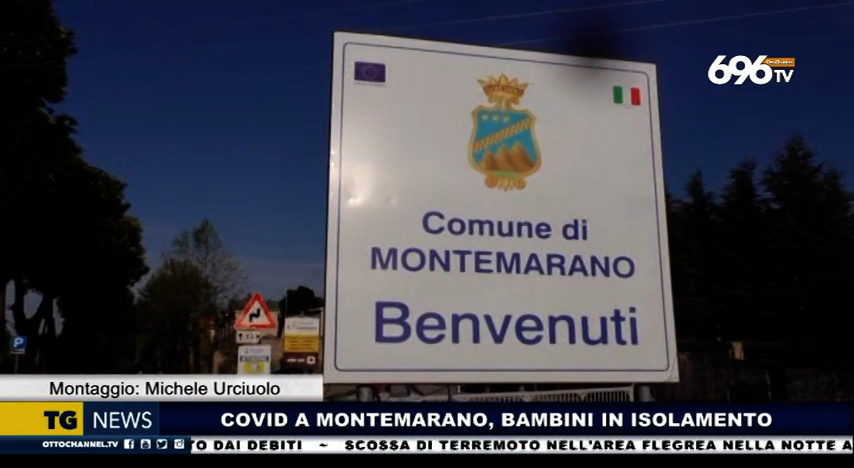 696 TV
Comune di
MONTEMARANO
Benvenuti
P
Montaggio: Michele Urciuolo
TG NEWS
COVID A MONTEMARANO, BAMBINI IN ISOLAMENTO
OTTOCHANNEL.TV
TO DAI DEBITI ~ SCOSSA DI TERREMOTO NELL'AREA FLEGREA NELLA NOTTE A